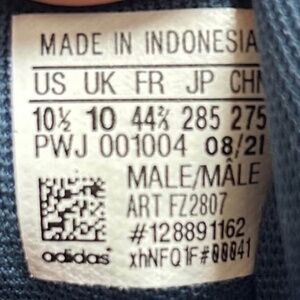 MADE IN INDONESIA
US UK FR JP CHN
10½ 10 44⅔ 285 275
PWJ 001004 08/21
MALE/MÂLE
ART FZ2807
#128891162
adidas xhNFQ1F#00041